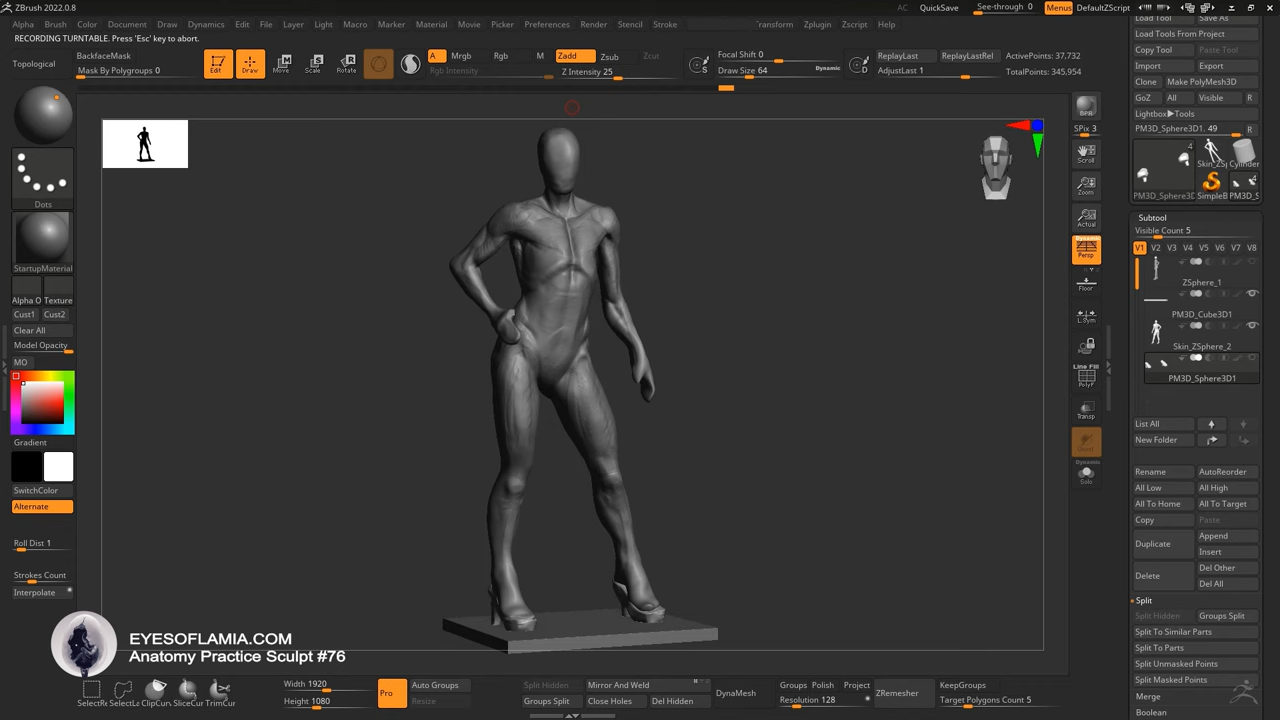 ZBrush 2022.0.8
AC QuickSave See-through 0 Menus DefaultZScript
Alpha Brush Color Document Draw Dynamics Edit File Layer Light Macro Marker Material Movie Picker Preferences Render Stencil Stroke Transform Zplugin Zscript Help
RECORDING TURNTABLE. Press 'Esc' key to abort.
Topological
BackfaceMask
Mask By Polygroups 0
Edit
Draw
Move
Scale
Rotate
A Mrgb Rgb M
Rgb Intensity
Zadd Zsub Zcut
Z Intensity 25
Focal Shift 0
Draw Size 64 Dynamic
S
D
ReplayLast ReplayLastRel
AdjustLast 1
ActivePoints: 37,732
TotalPoints: 345,954
Dots
StartupMaterial
Alpha O Texture
Cust1 Cust2
Clear All
Model Opacity
MO
Gradient
SwitchColor
Alternate
Roll Dist 1
Strokes Count
Interpolate
EYESOFLAMIA.COM
Anatomy Practice Sculpt #76
BPR
SPix 3
Scroll
Zoom
Actual
Dynamic
Persp
Floor
L.Sym
Line Fill
PolyF
Transp
Dynamic
Solo
Load Tool Save As
Load Tools From Project
Copy Tool Paste Tool
Import Export
Clone Make PolyMesh3D
GoZ All Visible R
Lightbox▶Tools
PM3D_Sphere3D1. 49 R
4
Skin_ZSp Cylinder
4
PM3D_Sphere3D SimpleB PM3D_S
Subtool
Visible Count 5
V1 V2 V3 V4 V5 V6 V7 V8
ZSphere_1
PM3D_Cube3D1
Skin_ZSphere_2
PM3D_Sphere3D1
List All
New Folder
Rename AutoReorder
All Low All High
All To Home All To Target
Copy Paste
Duplicate Append
Insert
Delete Del Other
Del All
Split
Split Hidden Groups Split
Split To Similar Parts
Split To Parts
Split Unmasked Points
Split Masked Points
Merge
Boolean
SelectRe SelectLa ClipCurv SliceCur TrimCur
Width 1920
Height 1080
Pro
Auto Groups
Resize
Split Hidden
Groups Split
Mirror And Weld
Close Holes Del Hidden
DynaMesh
Groups Polish Project
Resolution 128
ZRemesher
KeepGroups
Target Polygons Count 5